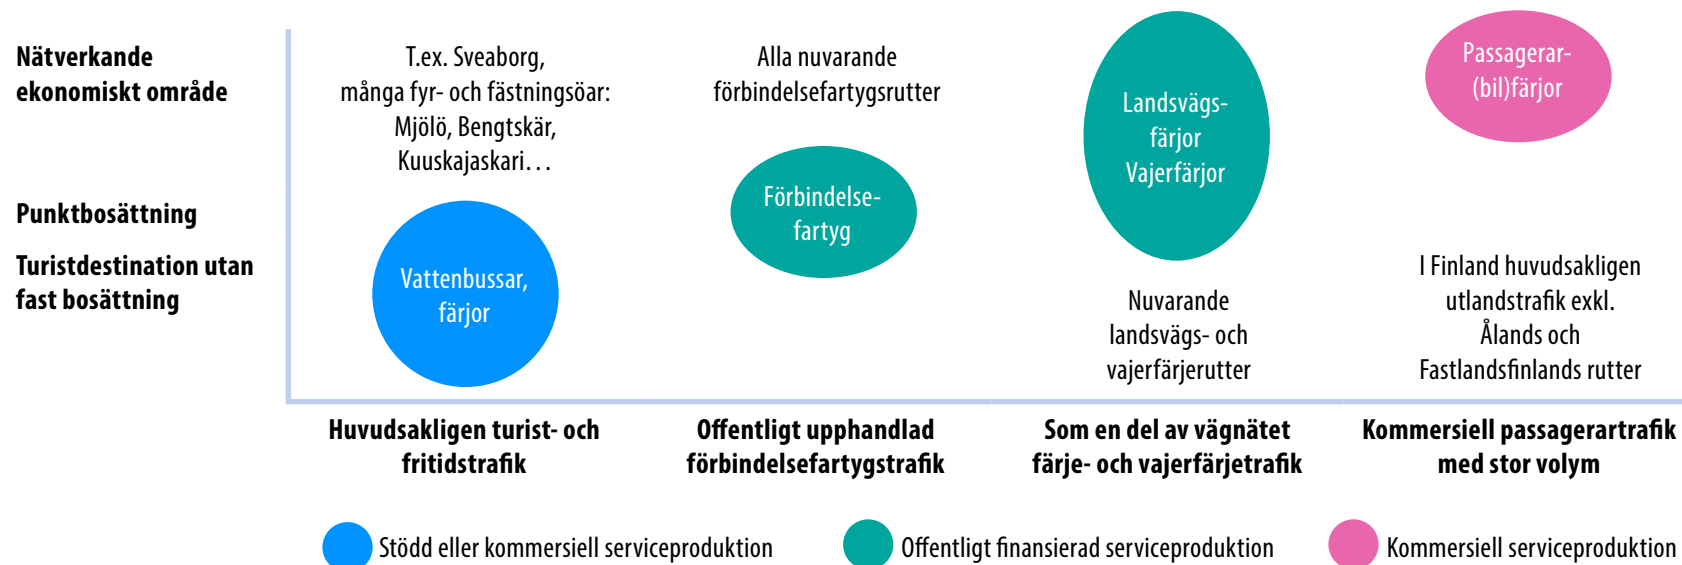 Nätverkande
ekonomiskt område
Punktbosättning
Turistdestination utan
fast bosättning
T.ex. Sveaborg,
många fyr- och fästningsöar:
Mjölö, Bengtskär,
Kuuskajaskari…
Vattenbussar,
färjor
Alla nuvarande
förbindelsefartygsrutter
Förbindelse-
fartyg
Landsvägs-
färjor
Vajerfärjor
Nuvarande
landsvägs- och
vajerfärjerutter
Passagerar-
(bil)färjor
I Finland huvudsakligen
utlandstrafik exkl.
Ålands och
Fastlandsfinlands rutter
Huvudsakligen turist- och
fritidstrafik
Offentligt upphandlad
förbindelsefartygstrafik
Som en del av vägnätet
färje- och vajerfärjetrafik
Kommersiell passagerartrafik
med stor volym
Stödd eller kommersiell serviceproduktion
Offentligt finansierad serviceproduktion
Kommersiell serviceproduktion